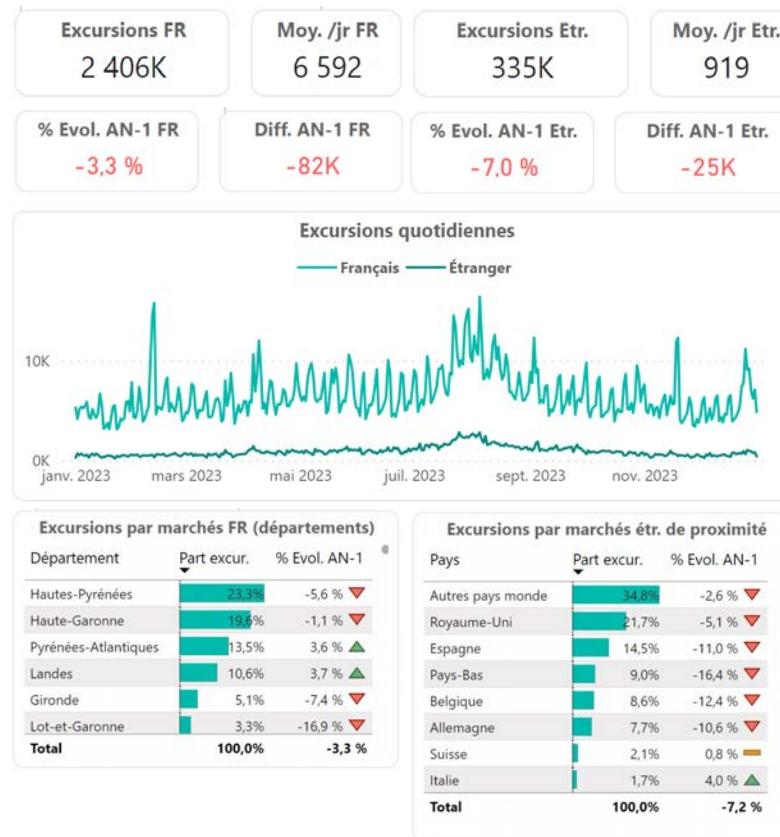 Excursions FR
2 406K
Moy. /jr FR
6 592
Excursions Etr.
335K
Moy. /jr Etr.
919
% Evol. AN-1 FR
-3,3 %
Diff. AN-1 FR
-82K
% Evol. AN-1 Etr.
-7,0 %
Diff. AN-1 Etr.
-25K
Excursions quotidiennes
Français Étranger
10K
0K
janv. 2023 mars 2023 mai 2023 juil. 2023 sept. 2023 nov. 2023
Excursions par marchés FR (départements)
Département Part excur. % Evol. AN-1
Hautes-Pyrénées 23,3% -5,6 %
Haute-Garonne 19,6% -1,1 %
Pyrénées-Atlantiques 13,5% 3,6 %
Landes 10,6% 3,7 %
Gironde 5,1% -7,4 %
Lot-et-Garonne 3,3% -16,9 %
Total 100,0% -3,3 %
Excursions par marchés étr. de proximité
Pays Part excur. % Evol. AN-1
Autres pays monde 34,8% -2,6 %
Royaume-Uni 21,7% -5,1 %
Espagne 14,5% -11,0 %
Pays-Bas 9,0% -16,4 %
Belgique 8,6% -12,4 %
Allemagne 7,7% -10,6 %
Suisse 2,1% 0,8 %
Italie 1,7% 4,0 %
Total 100,0% -7,2 %